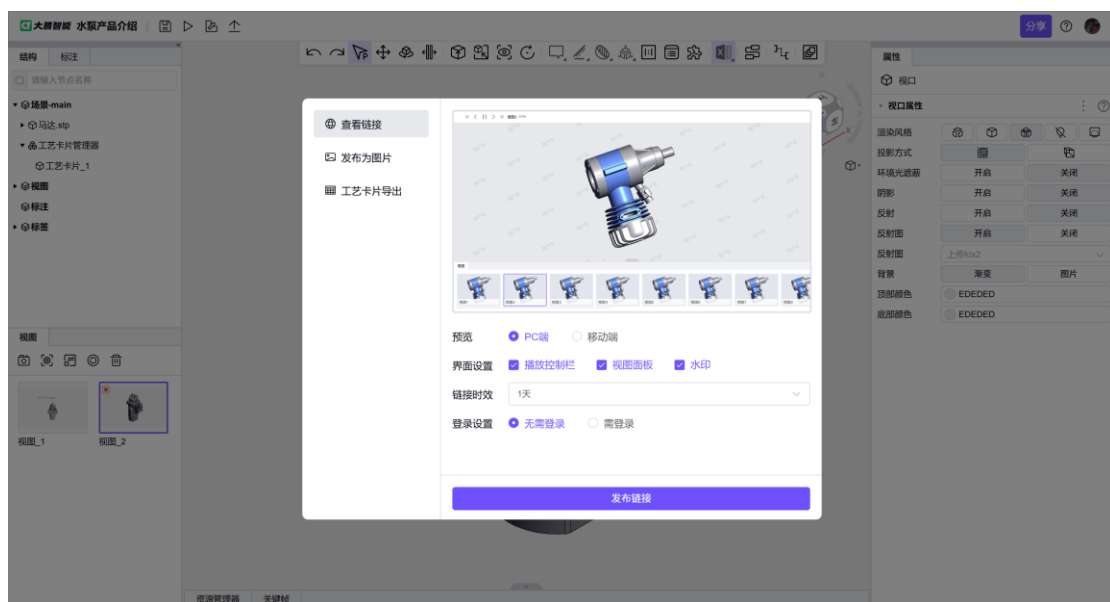 大慧智能 水泵产品介绍
分享
结构 标注
请输入节点名称
场景-main
马达.stp
工艺卡片管理器
工艺卡片_1
视图
标注
标签
视图
视图_1 视图_2
资源管理器 关键帧
查看链接
发布为图片
工艺卡片导出
预览 PC端 移动端
界面设置 播放控制栏 视图面板 水印
链接时效 1天
登录设置 无需登录 需登录
发布链接
属性
视口
视口属性
渲染风格
投影方式
环境光遮蔽 开启 关闭
阴影 开启 关闭
反射 开启 关闭
反射图 开启 关闭
反射图 上传ktx2
背景 渐变 图片
顶部颜色 EDEDED
底部颜色 EDEDED